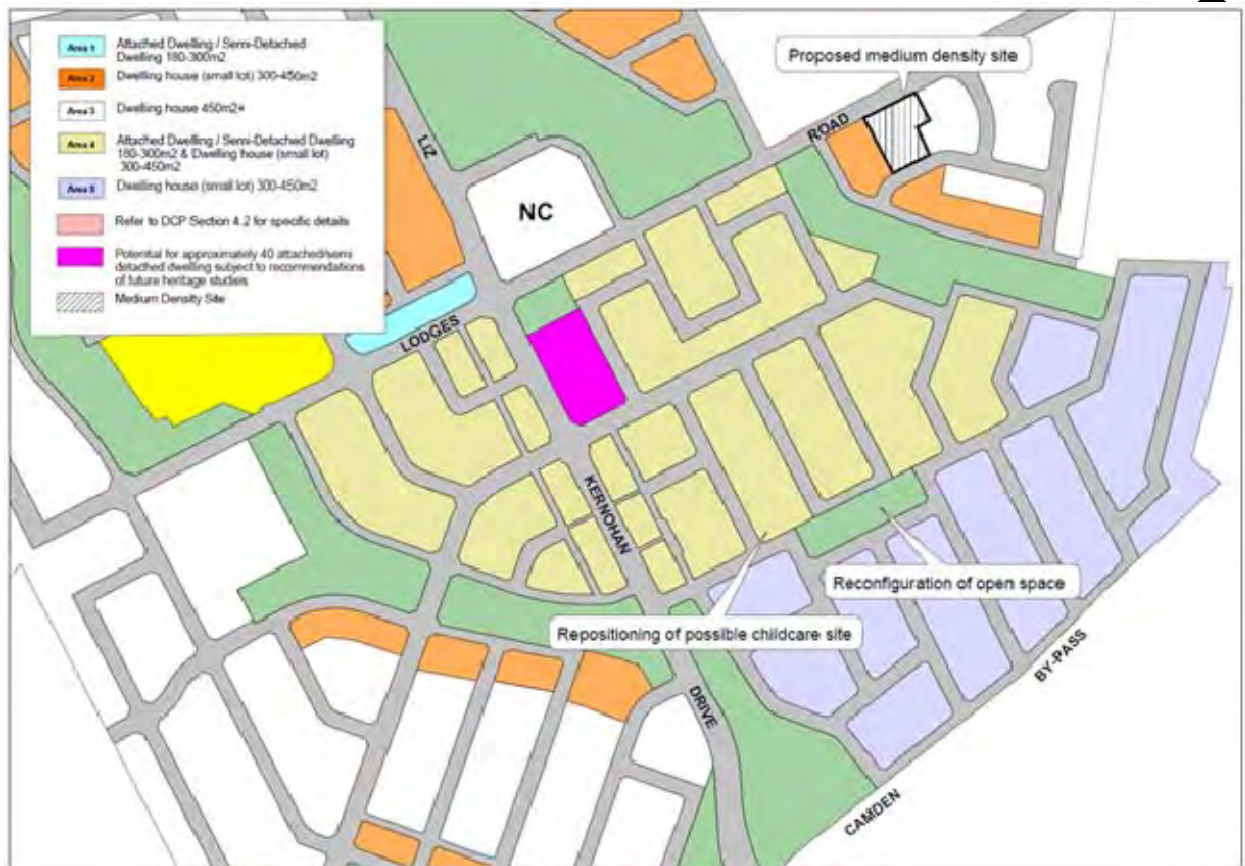 Area 1
Attached Dwelling / Semi-Detached
Dwelling 180-300m2
Area 2
Dwelling house (small lot) 300-450m2
Area 3
Dwelling house 450m2+
Area 4
Attached Dwelling / Semi-Detached Dwelling
180-300m2 & Dwelling house (small lot)
300-450m2
Area 5
Dwelling house (small lot) 300-450m2
Refer to DCP Section 4.2 for specific details
Potential for approximately 40 attached/semi
detached dwelling subject to recommendations
of future heritage studies
Medium Density Site
Proposed medium density site
LIZ
ROAD
NC
LODGES
KERNOHAN
Reconfiguration of open space
Repositioning of possible childcare site
DRIVE
BY-PASS
CAMDEN